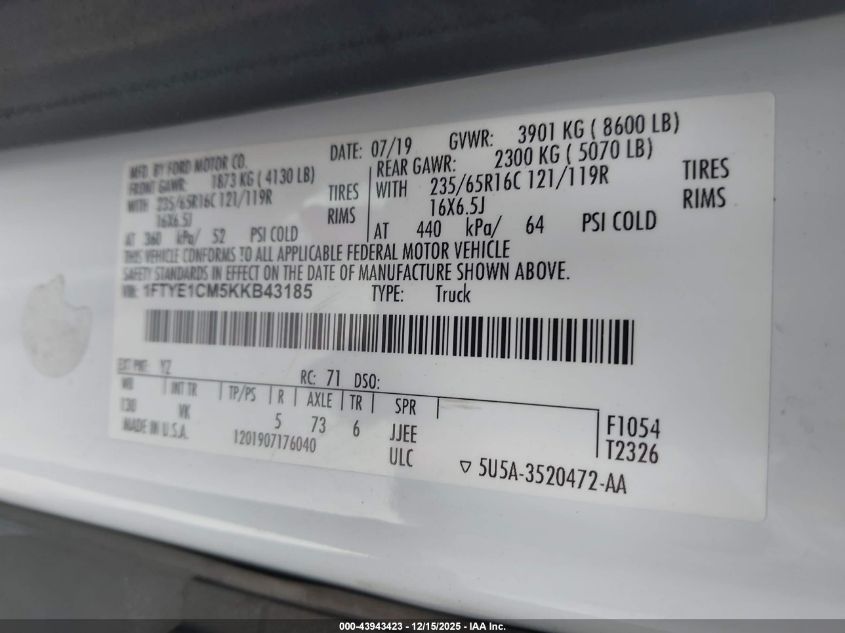 MFD. BY FORD MOTOR CO.
DATE: 07/19 GVWR: 3901 KG ( 8600 LB)
FRONT GAWR: 1873 KG ( 4130 LB)
REAR GAWR: 2300 KG ( 5070 LB)
WITH 235/65R16C 121/119R TIRES
WITH 235/65R16C 121/119R TIRES
16X6.5J RIMS
16X6.5J RIMS
AT 360 kPa/ 52 PSI COLD
AT 440 kPa/ 64 PSI COLD
THIS VEHICLE CONFORMS TO ALL APPLICABLE FEDERAL MOTOR VEHICLE
SAFETY STANDARDS IN EFFECT ON THE DATE OF MANUFACTURE SHOWN ABOVE.
VIN: 1FTYE1CM5KKB43185 TYPE: Truck
EXT PNT: YZ RC: 71 DSO:
WB INT TR TP/PS R AXLE TR SPR
130 VK 5 73 6 JJEE F1054
MADE IN U.S.A. 1201907176040 ULC T2326
5U5A-3520472-AA
000-43943423 - 12/15/2025 - IAA Inc.